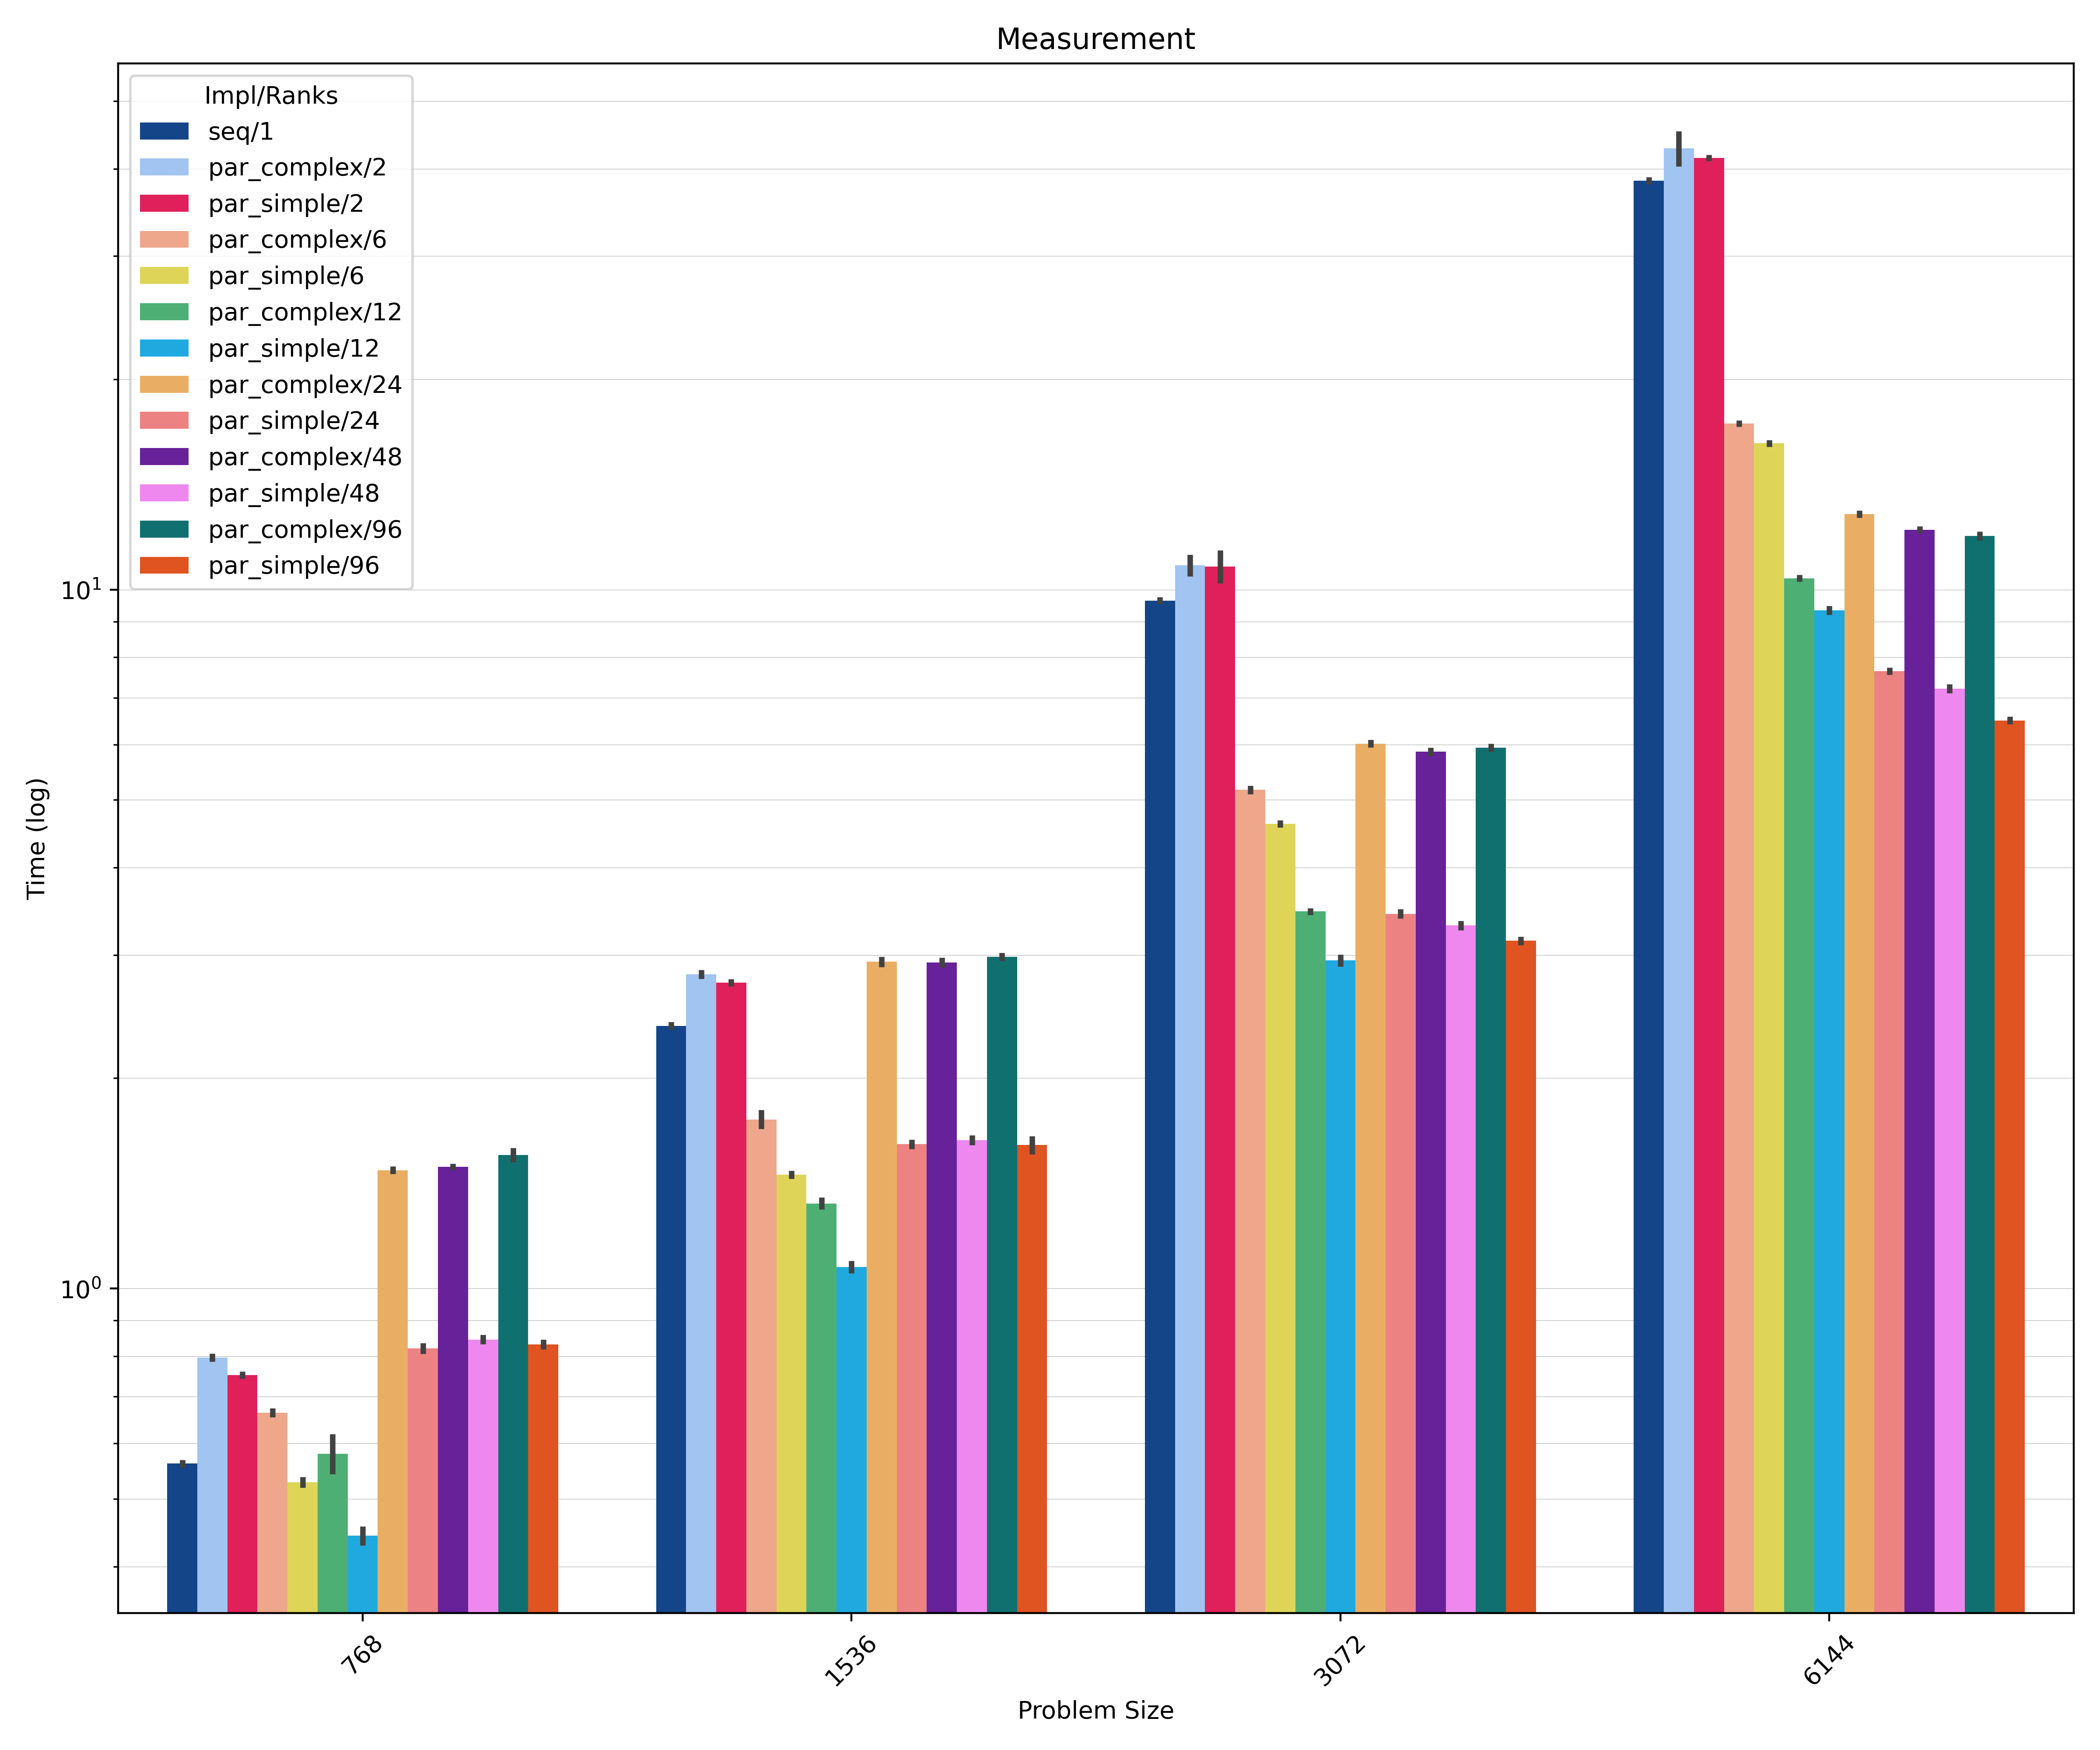 Measurement
Impl/Ranks
seq/1
par_complex/2
par_simple/2
par_complex/6
par_simple/6
par_complex/12
par_simple/12
par_complex/24
par_simple/24
par_complex/48
par_simple/48
par_complex/96
par_simple/96
10¹
10⁰
Time (log)
768
1536
3072
6144
Problem Size